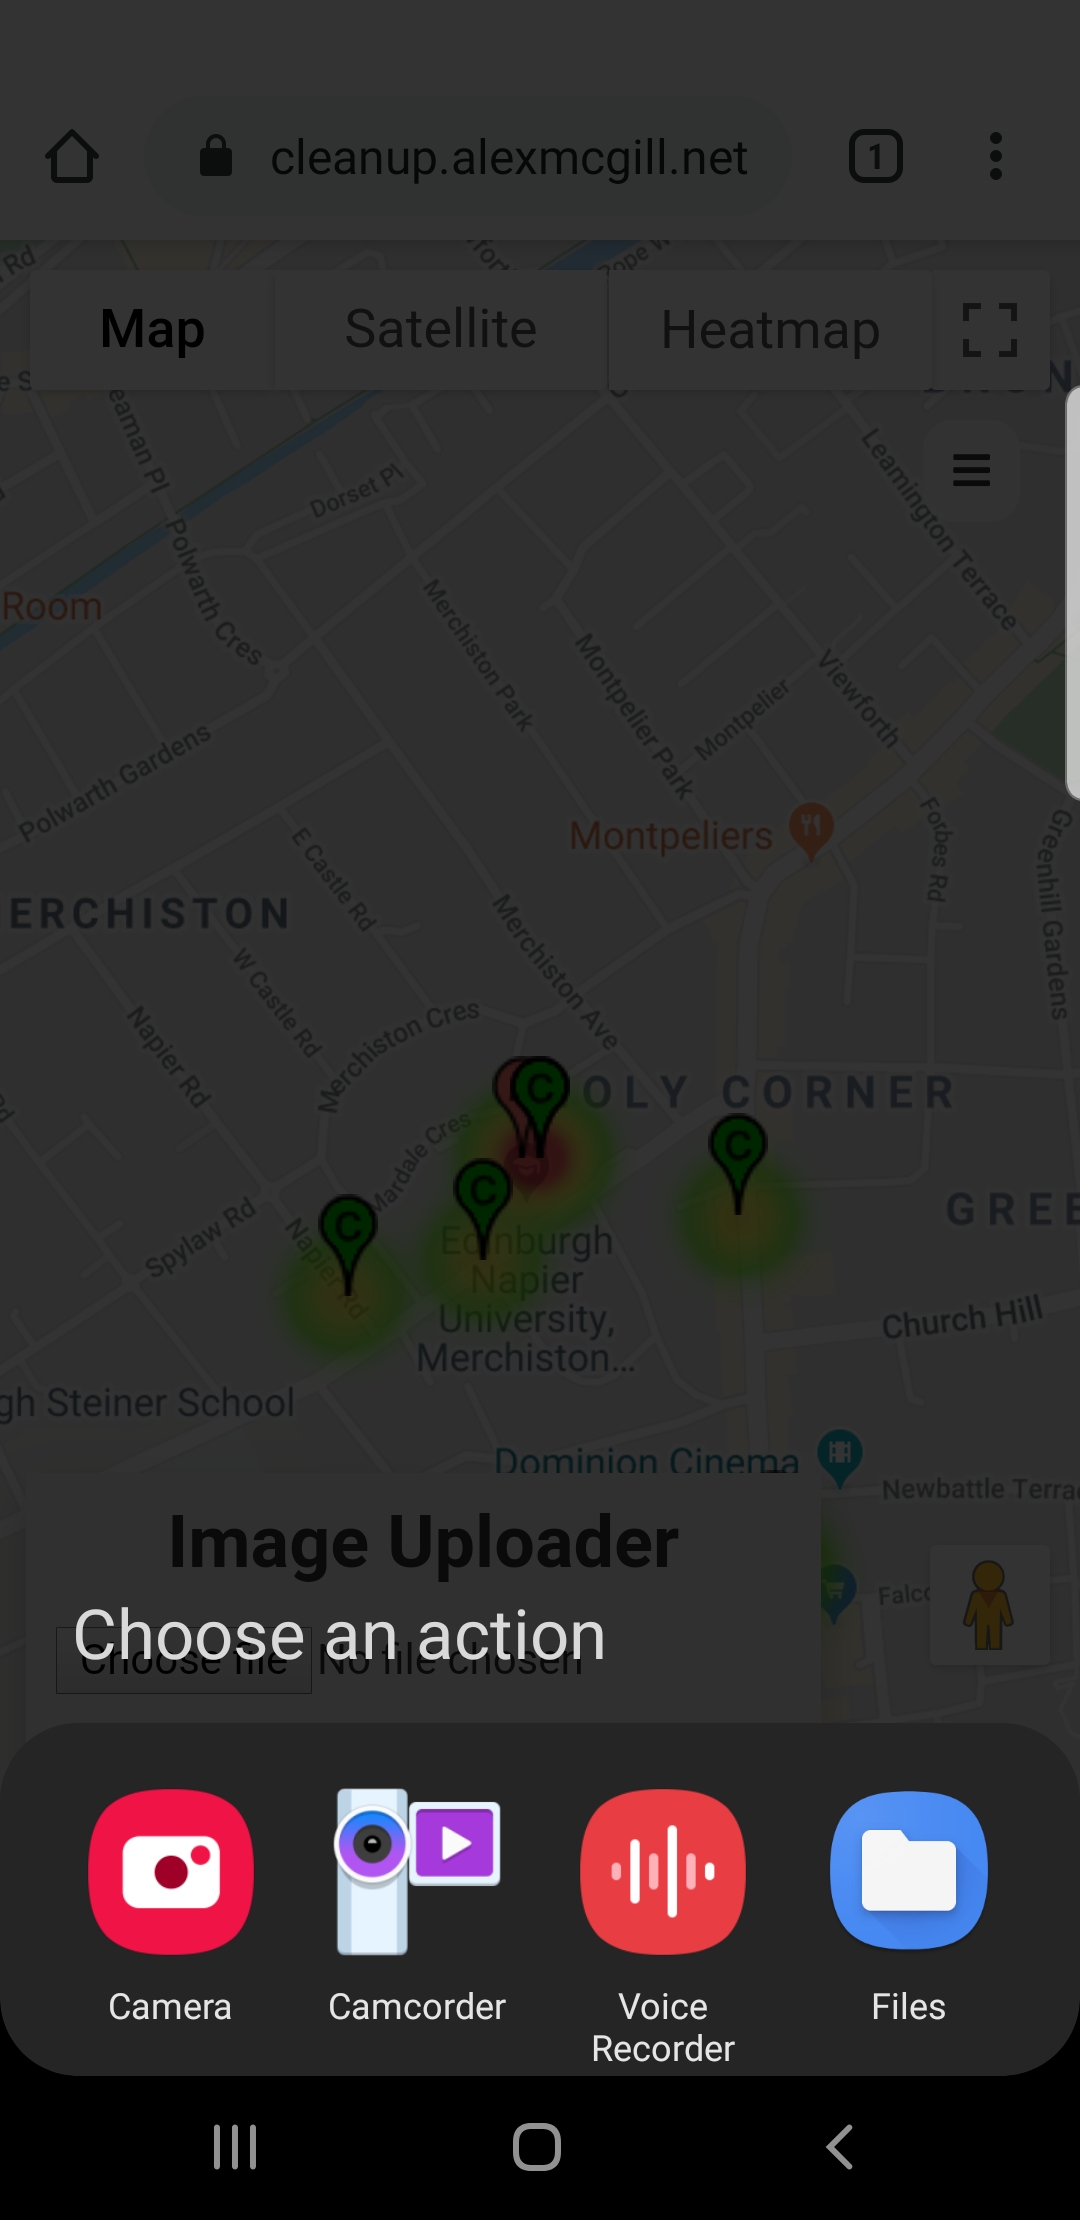 cleanup.alexmcgill.net
1
Rd
Map
Satellite
Heatmap
Dorset Pl
Polwarth Cres
Leamington Terrace
Room
Merchiston Park
Montpelier Park
Montpelier
Viewforth
Polwarth Gardens
Montpeliers
Forbes Rd
Greenhill Gardens
E Castle Rd
ERCHISTON
Merchiston Ave
W Castle Rd
Napier Rd
Merchiston Cres
OLY CORNER
C
C
C
C
Mardale Cres
Spylaw Rd
Napier Rd
GREE
Edinburgh
Napier
University,
Merchiston...
Church Hill
gh Steiner School
Dominion Cinema
Newbattle Terra
Falco
Image Uploader
Choose an action
Choose file No file chosen
Camera
Camcorder
Voice
Recorder
Files